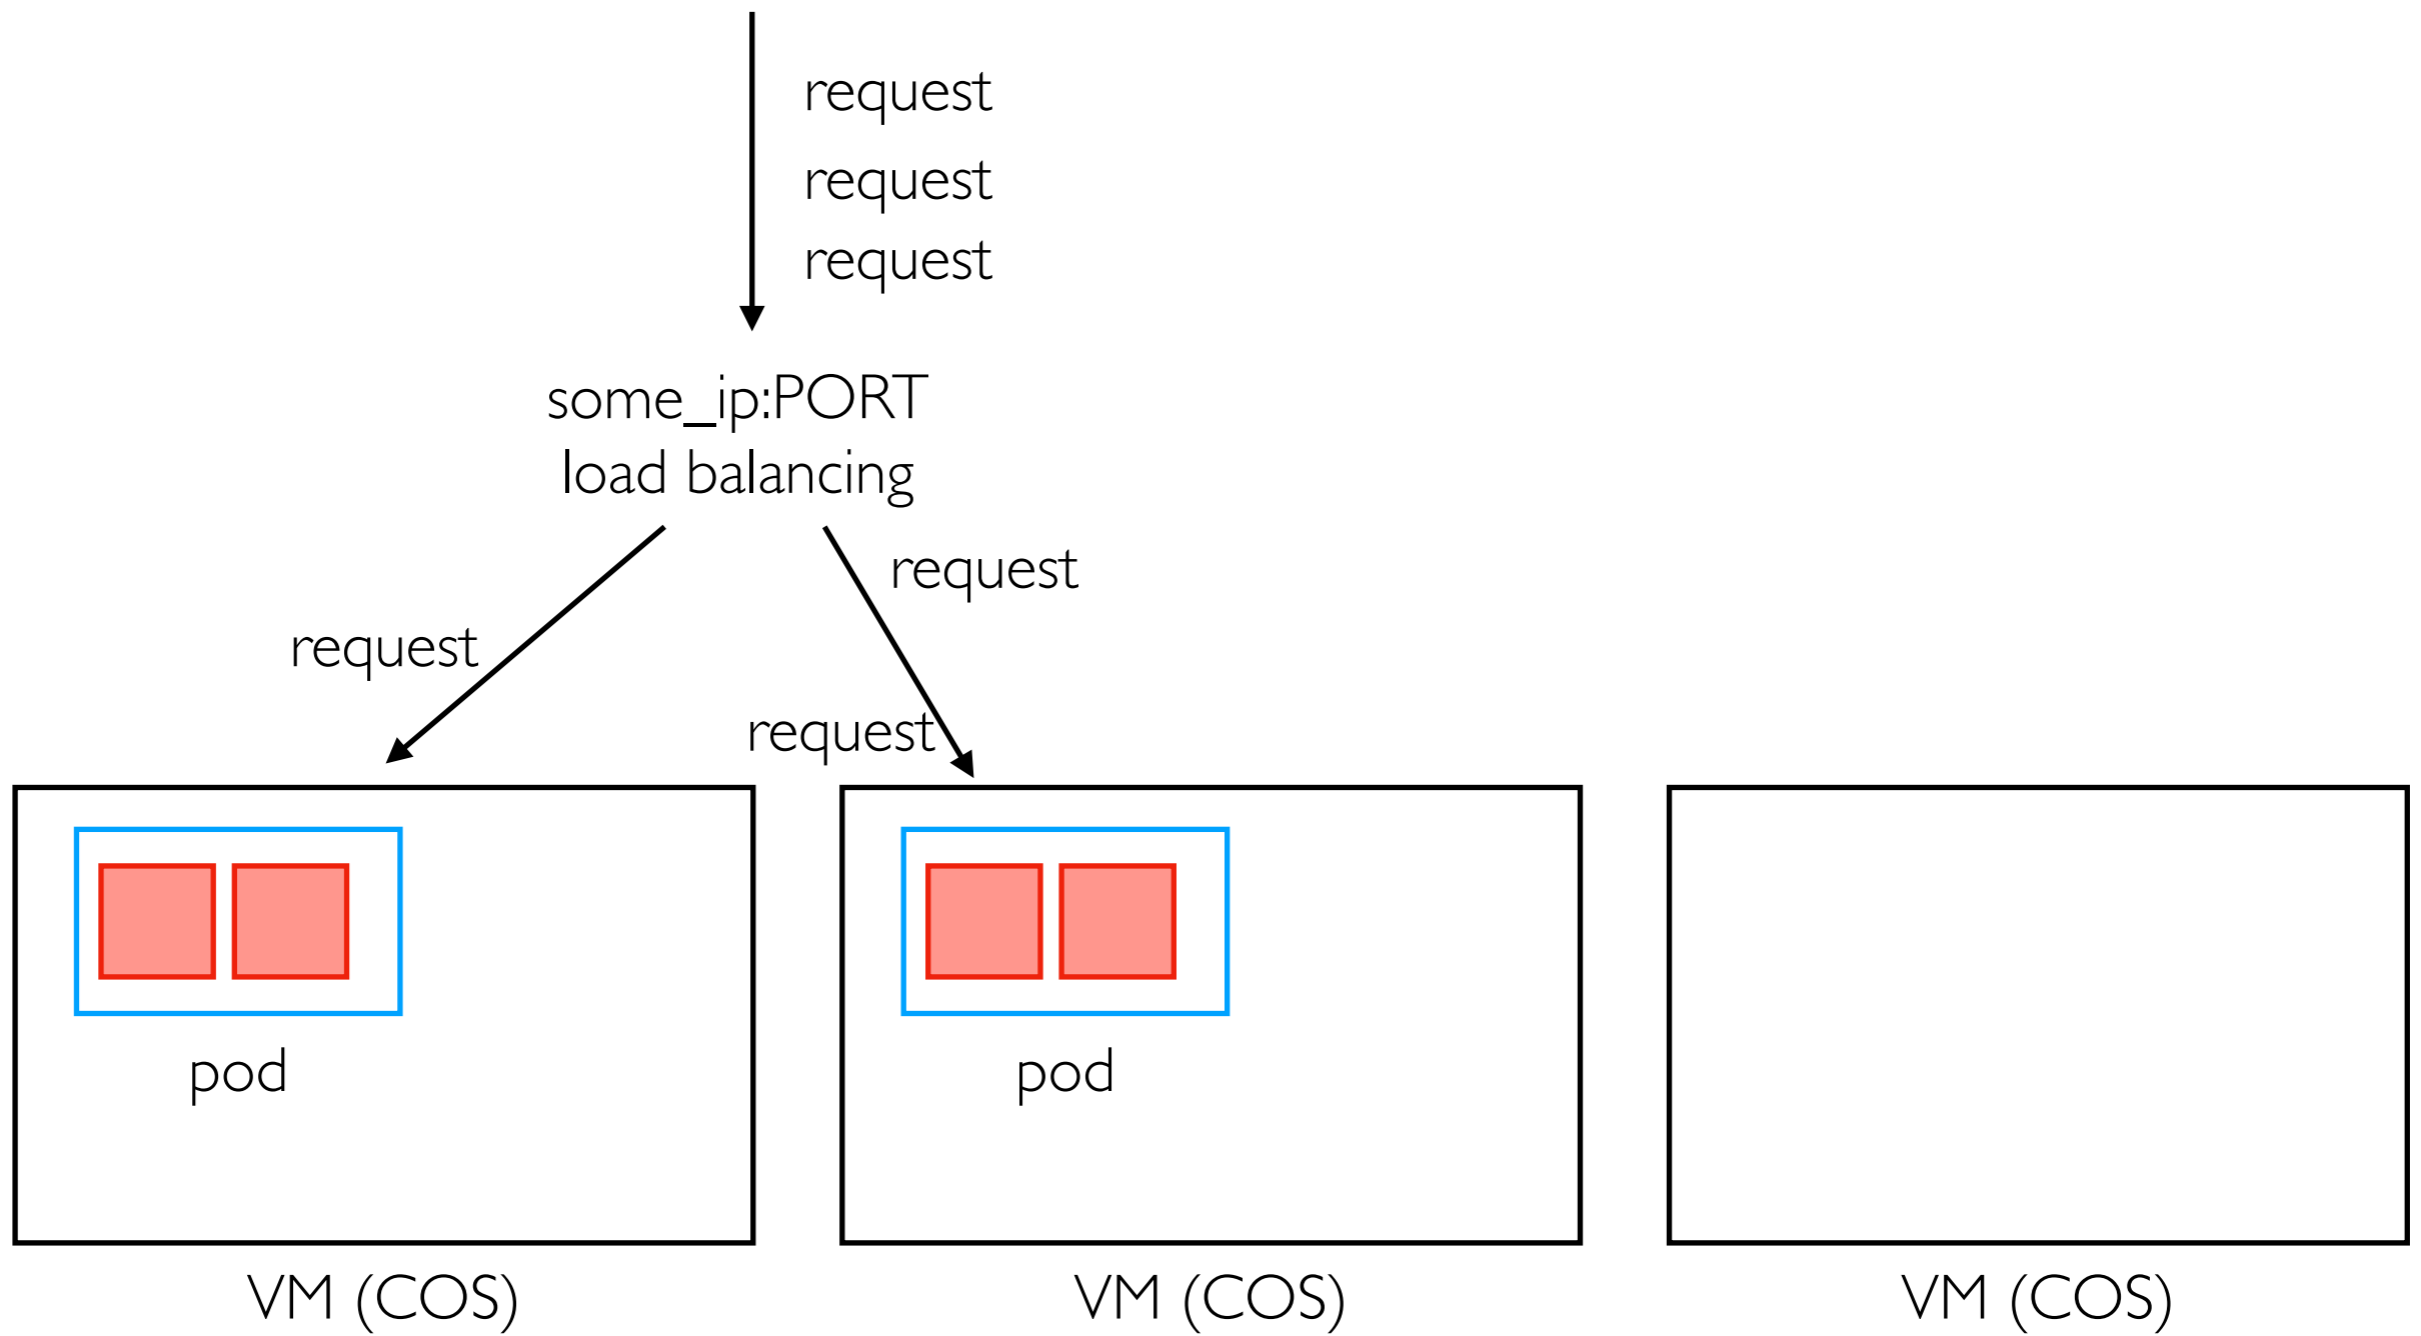 request
request
request
some_ip:PORT
load balancing
request
request
request
pod
pod
VM (COS)
VM (COS)
VM (COS)